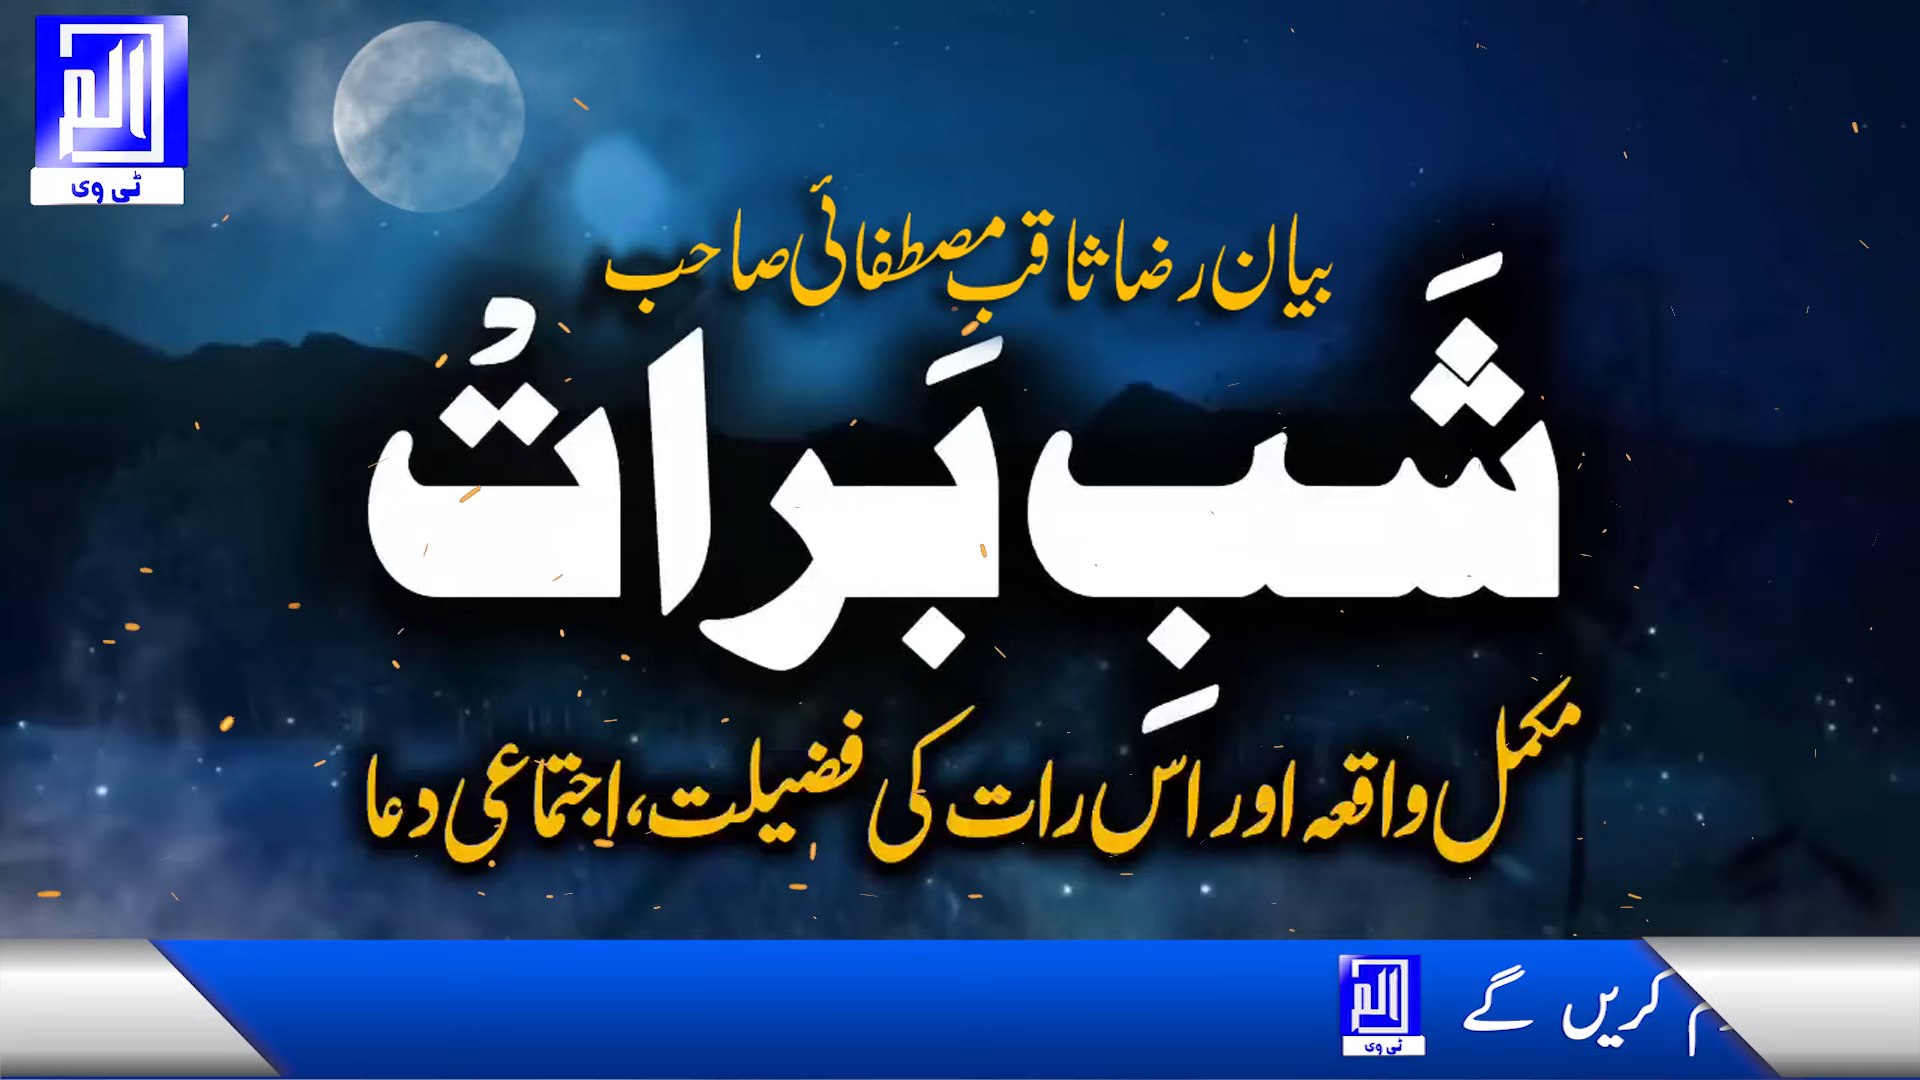 الم
ٹی وی
بیان رضا ثاقب مصطفائی صاحب
شَبِ بَراتْ
مکمل واقعہ اور اس رات کی فضیلت، اجتماعی دعا
کریں گے
الم
ٹی وی